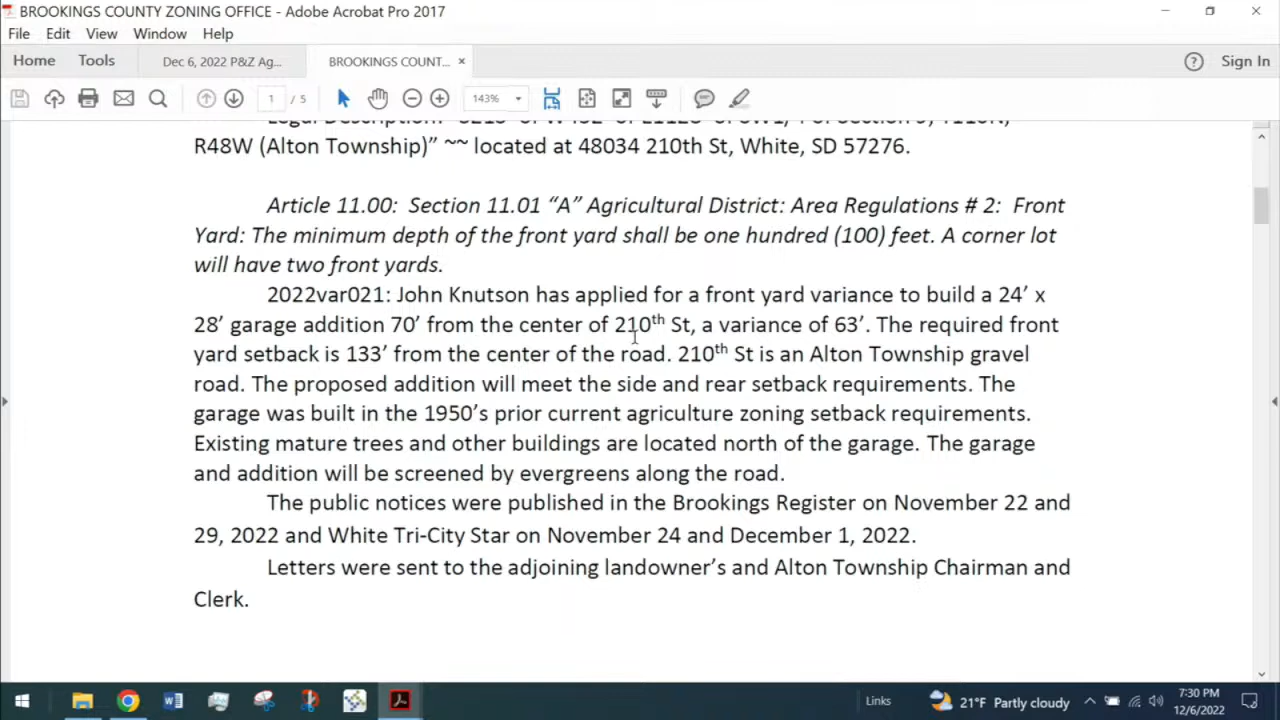 BROOKINGS COUNTY ZONING OFFICE - Adobe Acrobat Pro 2017
File Edit View Window Help
Home Tools Dec 6, 2022 P&Z Ag... BROOKINGS COUNT... × Sign In
1 / 5 143%
R48W (Alton Township)” ~~ located at 48034 210th St, White, SD 57276.
Article 11.00: Section 11.01 “A” Agricultural District: Area Regulations # 2: Front
Yard: The minimum depth of the front yard shall be one hundred (100) feet. A corner lot
will have two front yards.
2022var021: John Knutson has applied for a front yard variance to build a 24’ x
28’ garage addition 70’ from the center of 210th St, a variance of 63’. The required front
yard setback is 133’ from the center of the road. 210th St is an Alton Township gravel
road. The proposed addition will meet the side and rear setback requirements. The
garage was built in the 1950’s prior current agriculture zoning setback requirements.
Existing mature trees and other buildings are located north of the garage. The garage
and addition will be screened by evergreens along the road.
The public notices were published in the Brookings Register on November 22 and
29, 2022 and White Tri-City Star on November 24 and December 1, 2022.
Letters were sent to the adjoining landowner’s and Alton Township Chairman and
Clerk.
Links 21°F Partly cloudy 7:30 PM
12/6/2022